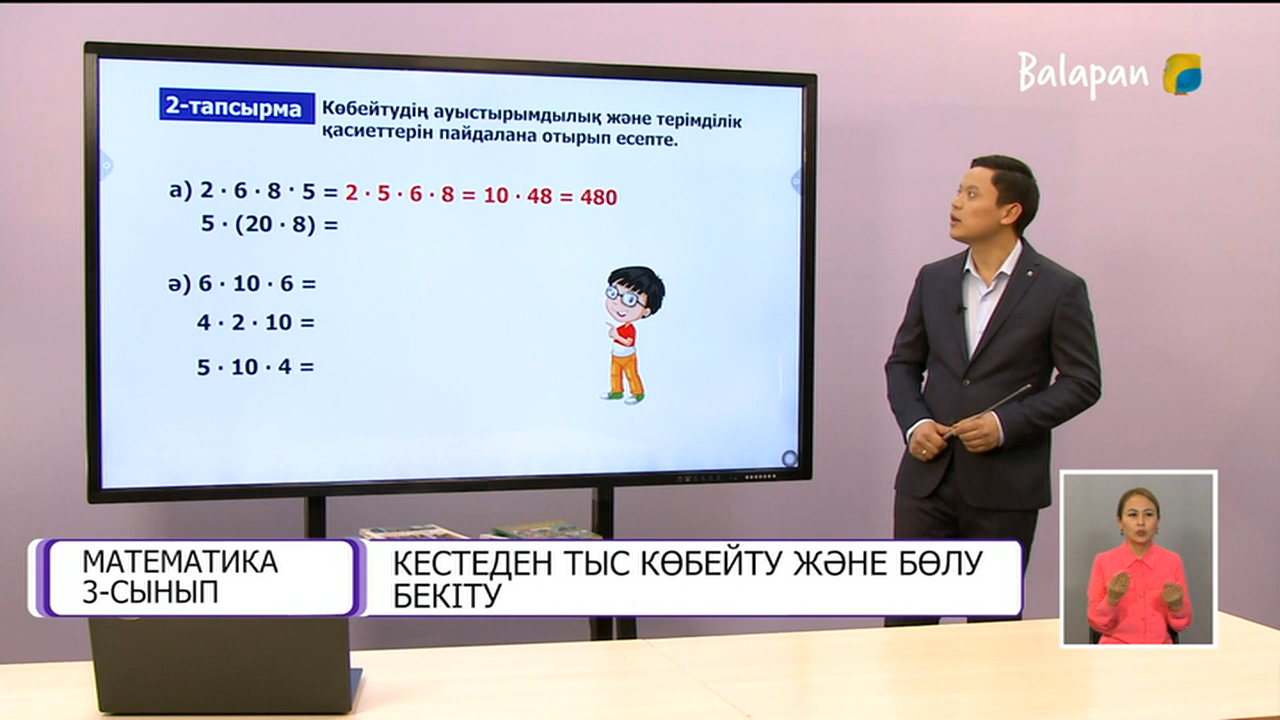 Balapan
2-тапсырма
Көбейтудің ауыстырымдылық және терімділік
қасиеттерін пайдалана отырып есепте.
а) 2 · 6 · 8 · 5 = 2 · 5 · 6 · 8 = 10 · 48 = 480
5 · (20 · 8) =
ә) 6 · 10 · 6 =
4 · 2 · 10 =
5 · 10 · 4 =
МАТЕМАТИКА
3-СЫНЫП
КЕСТЕДЕН ТЫС КӨБЕЙТУ ЖӘНЕ БӨЛУ
БЕКІТУ